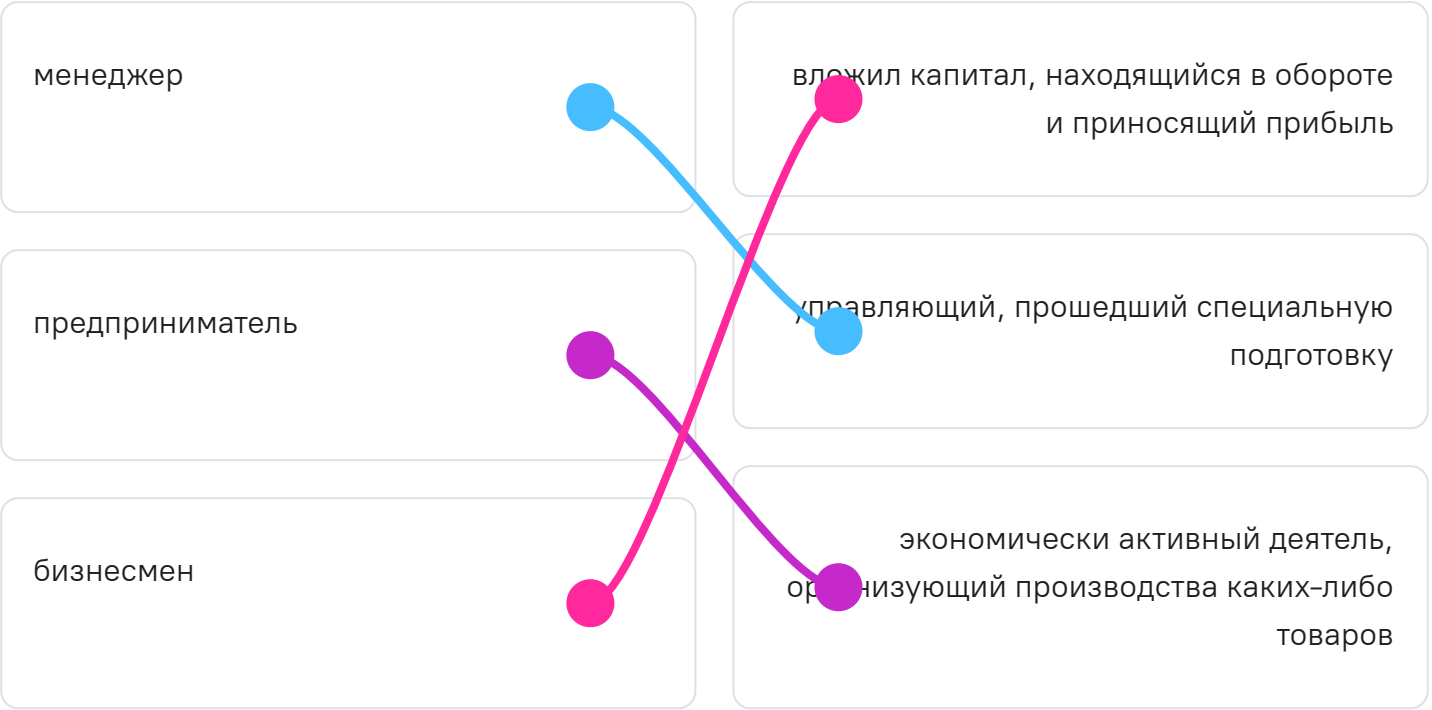 менеджер
предприниматель
бизнесмен
вложил капитал, находящийся в обороте
и приносящий прибыль
управляющий, прошедший специальную
подготовку
экономически активный деятель,
организующий производства каких-либо
товаров